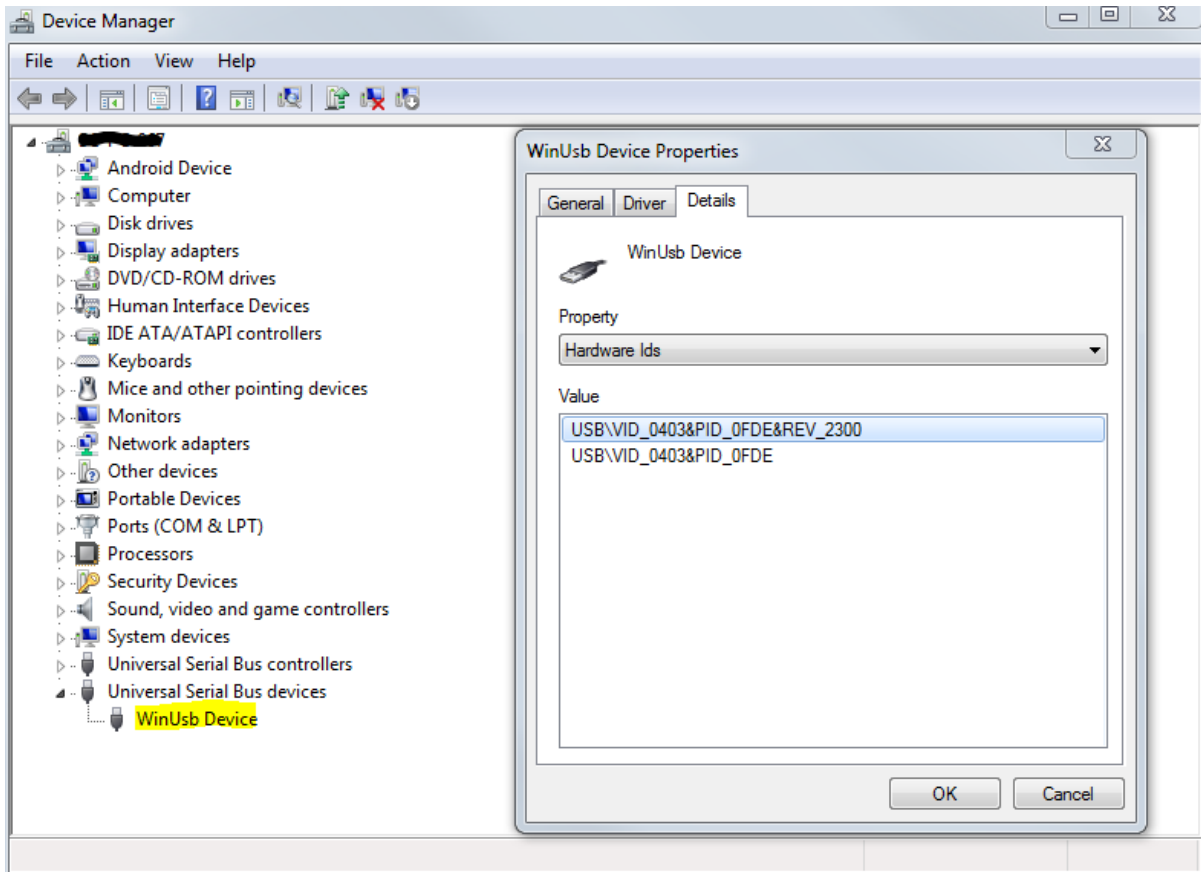 Device Manager
File Action View Help
Android Device
Computer
Disk drives
Display adapters
DVD/CD-ROM drives
Human Interface Devices
IDE ATA/ATAPI controllers
Keyboards
Mice and other pointing devices
Monitors
Network adapters
Other devices
Portable Devices
Ports (COM & LPT)
Processors
Security Devices
Sound, video and game controllers
System devices
Universal Serial Bus controllers
Universal Serial Bus devices
WinUsb Device
WinUsb Device Properties
General Driver Details
WinUsb Device
Property
Hardware Ids
Value
USB\VID_0403&PID_0FDE&REV_2300
USB\VID_0403&PID_0FDE
OK Cancel